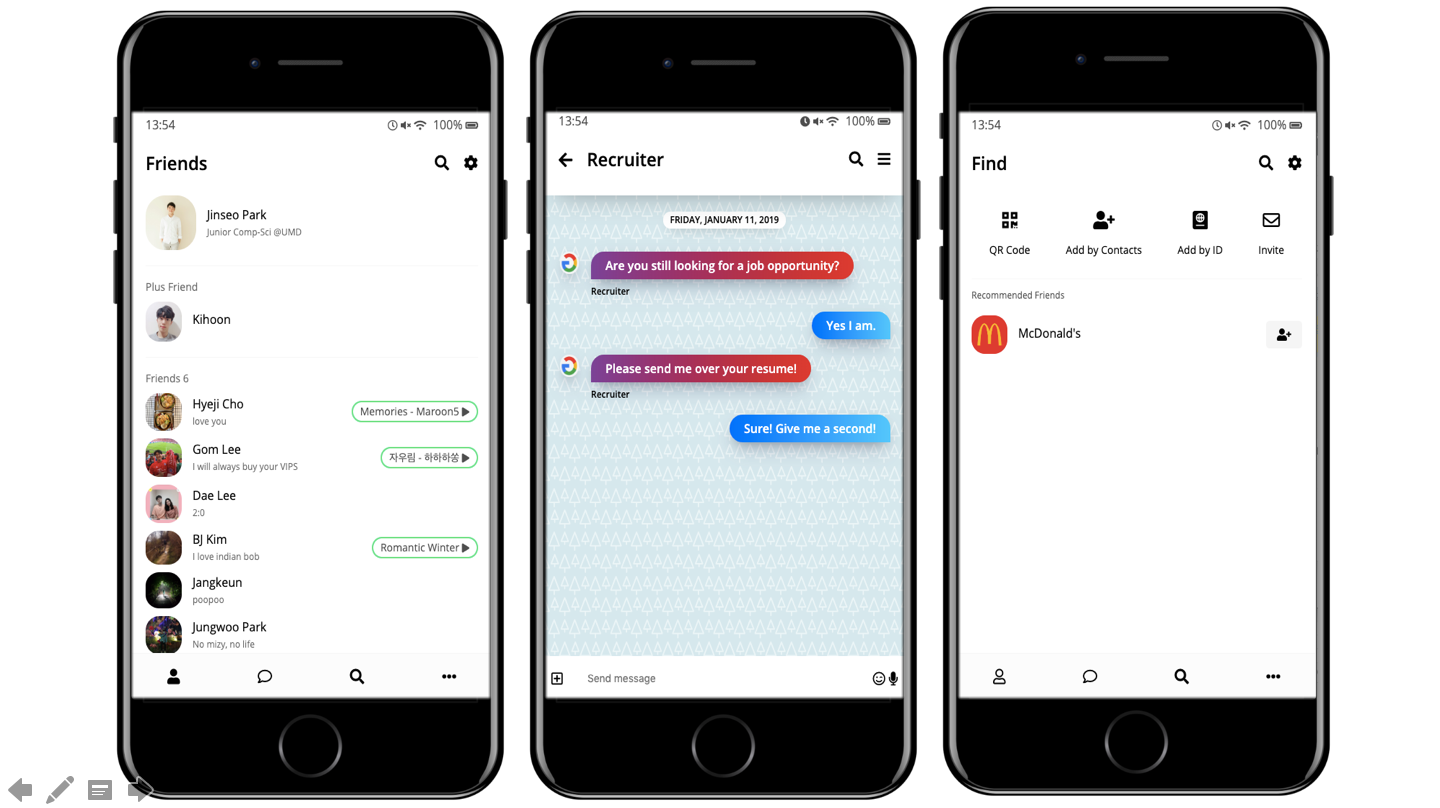 13:54
100%
Friends
Jinseo Park
Junior Comp-Sci @UMD
Plus Friend
Kihoon
Friends 6
Hyeji Cho
love you
Memories - Maroon5
Gom Lee
I will always buy your VIPS
자우림 - 하하하쏭
Dae Lee
2:0
BJ Kim
I love indian bob
Romantic Winter
Jangkeun
poopoo
Jungwoo Park
No mizy, no life
13:54
100%
Recruiter
FRIDAY, JANUARY 11, 2019
Are you still looking for a job opportunity?
Recruiter
Yes I am.
Please send me over your resume!
Recruiter
Sure! Give me a second!
Send message
13:54
100%
Find
QR Code
Add by Contacts
Add by ID
Invite
Recommended Friends
McDonald's